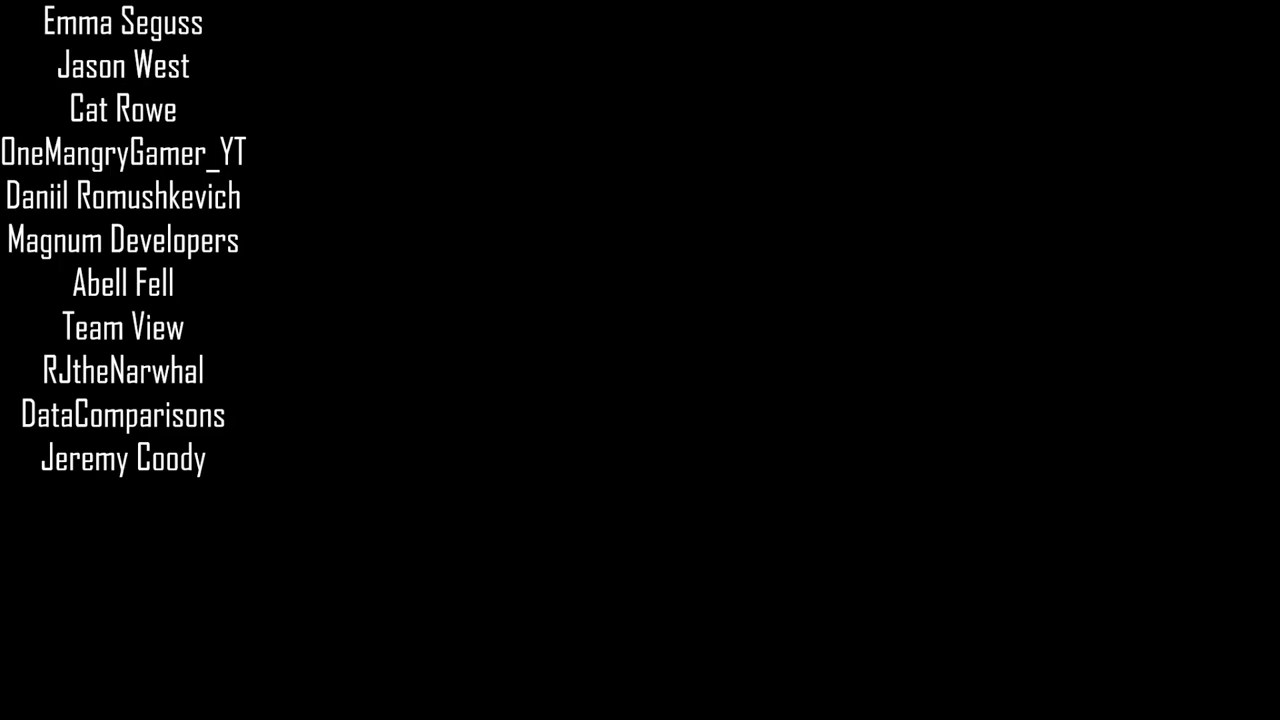 Emma Seguss
Jason West
Cat Rowe
OneMangryGamer_YT
Daniil Romushkevich
Magnum Developers
Abell Fell
Team View
RJtheNarwhal
DataComparisons
Jeremy Coody